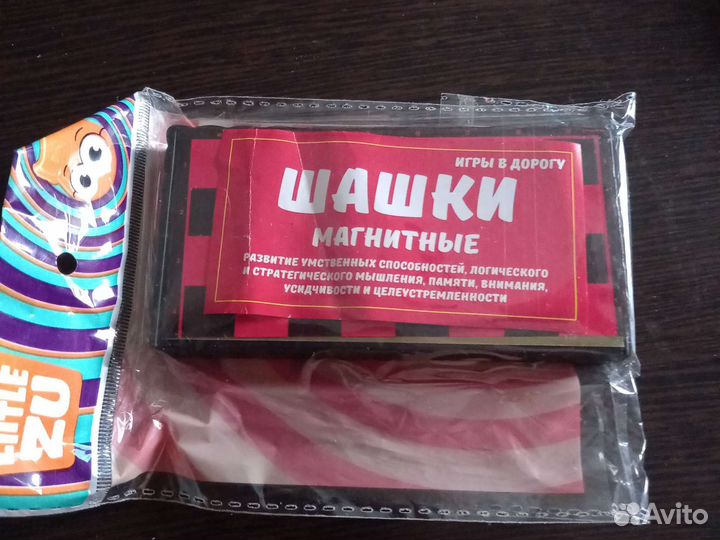 ИГРЫ В ДОРОГУ
ШАШКИ
МАГНИТНЫЕ
РАЗВИТИЕ УМСТВЕННЫХ СПОСОБНОСТЕЙ, ЛОГИЧЕСКОГО
И СТРАТЕГИЧЕСКОГО МЫШЛЕНИЯ, ПАМЯТИ, ВНИМАНИЯ,
УСИДЧИВОСТИ И ЦЕЛЕУСТРЕМЛЕННОСТИ
LITTLE
ZU
Avito